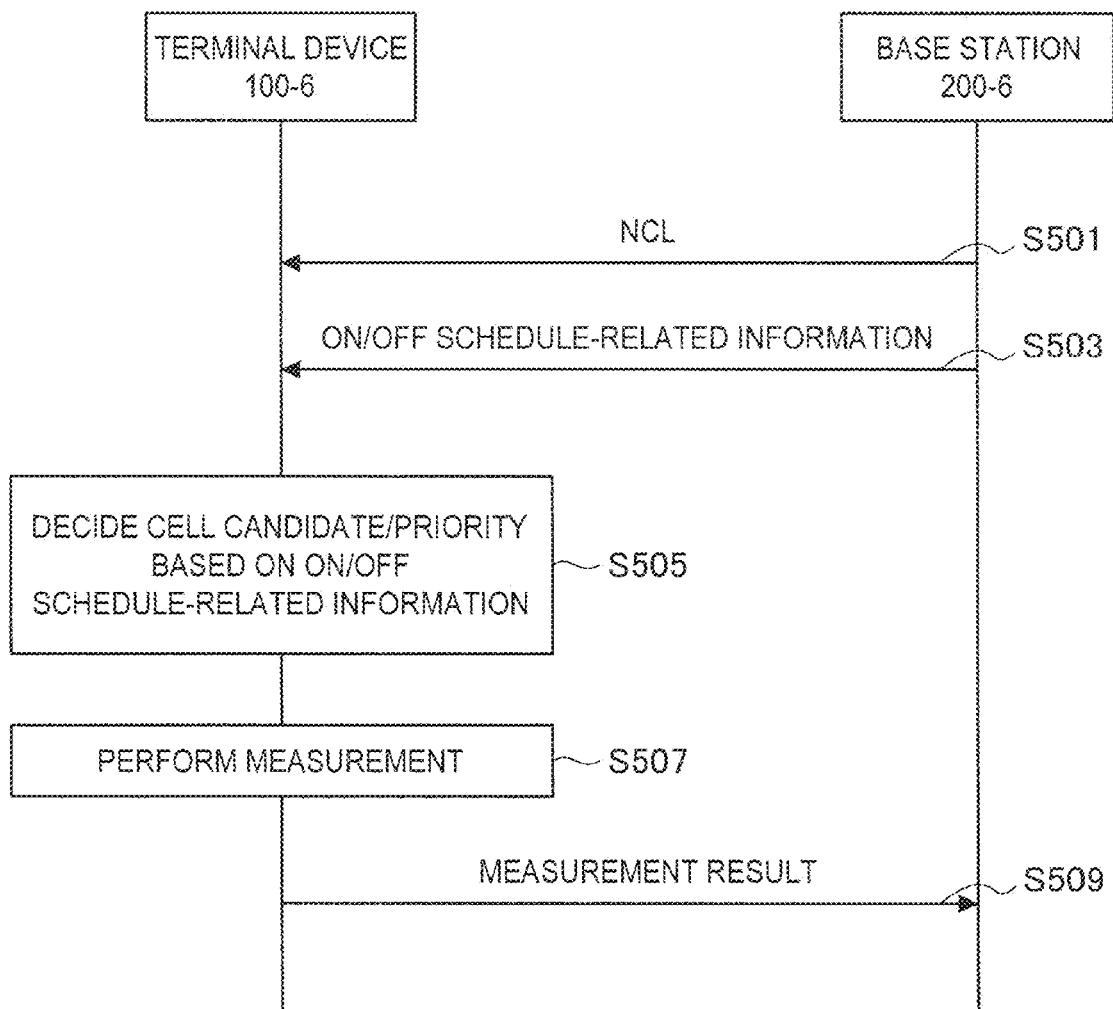 TERMINAL DEVICE
100-6
BASE STATION
200-6
NCL
S501
ON/OFF SCHEDULE-RELATED INFORMATION
S503
DECIDE CELL CANDIDATE/PRIORITY
BASED ON ON/OFF
SCHEDULE-RELATED INFORMATION
S505
PERFORM MEASUREMENT
S507
MEASUREMENT RESULT
S509